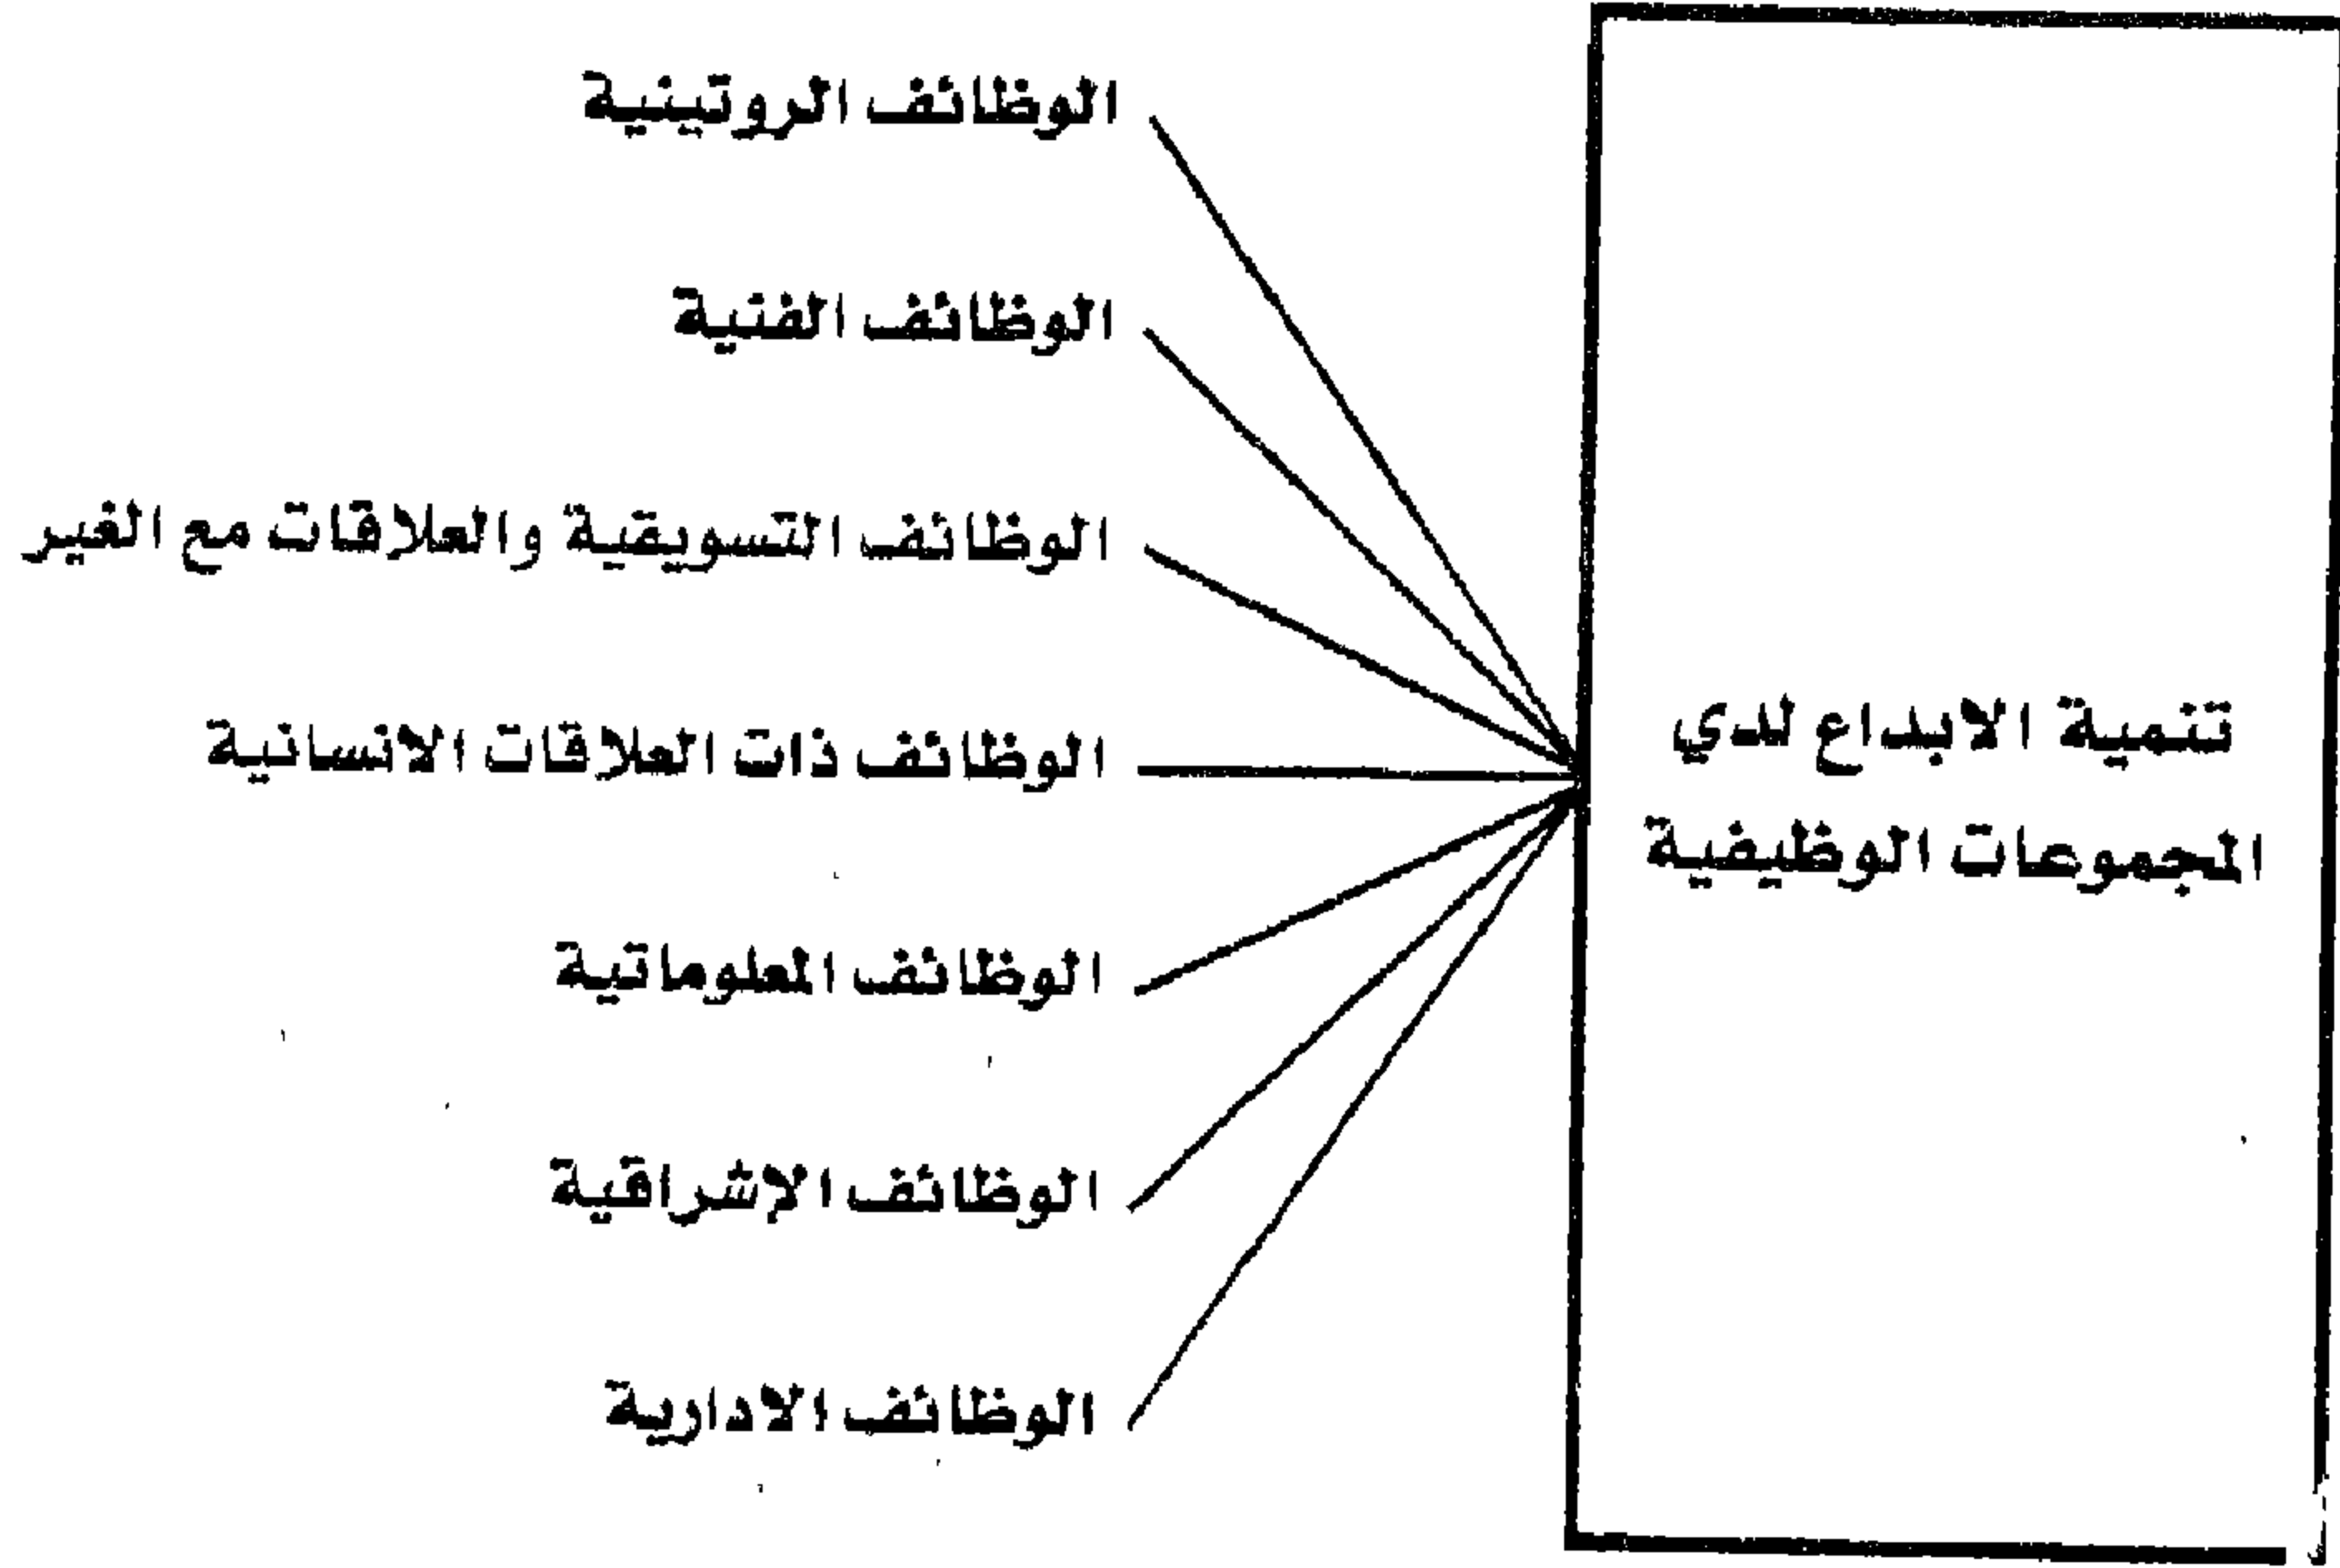 تنمية الابداع لدي
المجموعات الوظيفية
الوظائف الروتينية
الوظائف الفنية
الوظائف التسويقية والعلاقات مع الغير
الوظائف ذات العلاقات الانسانية
الوظائف المعلوماتية
الوظائف الإشرافية
الوظائف الادارية